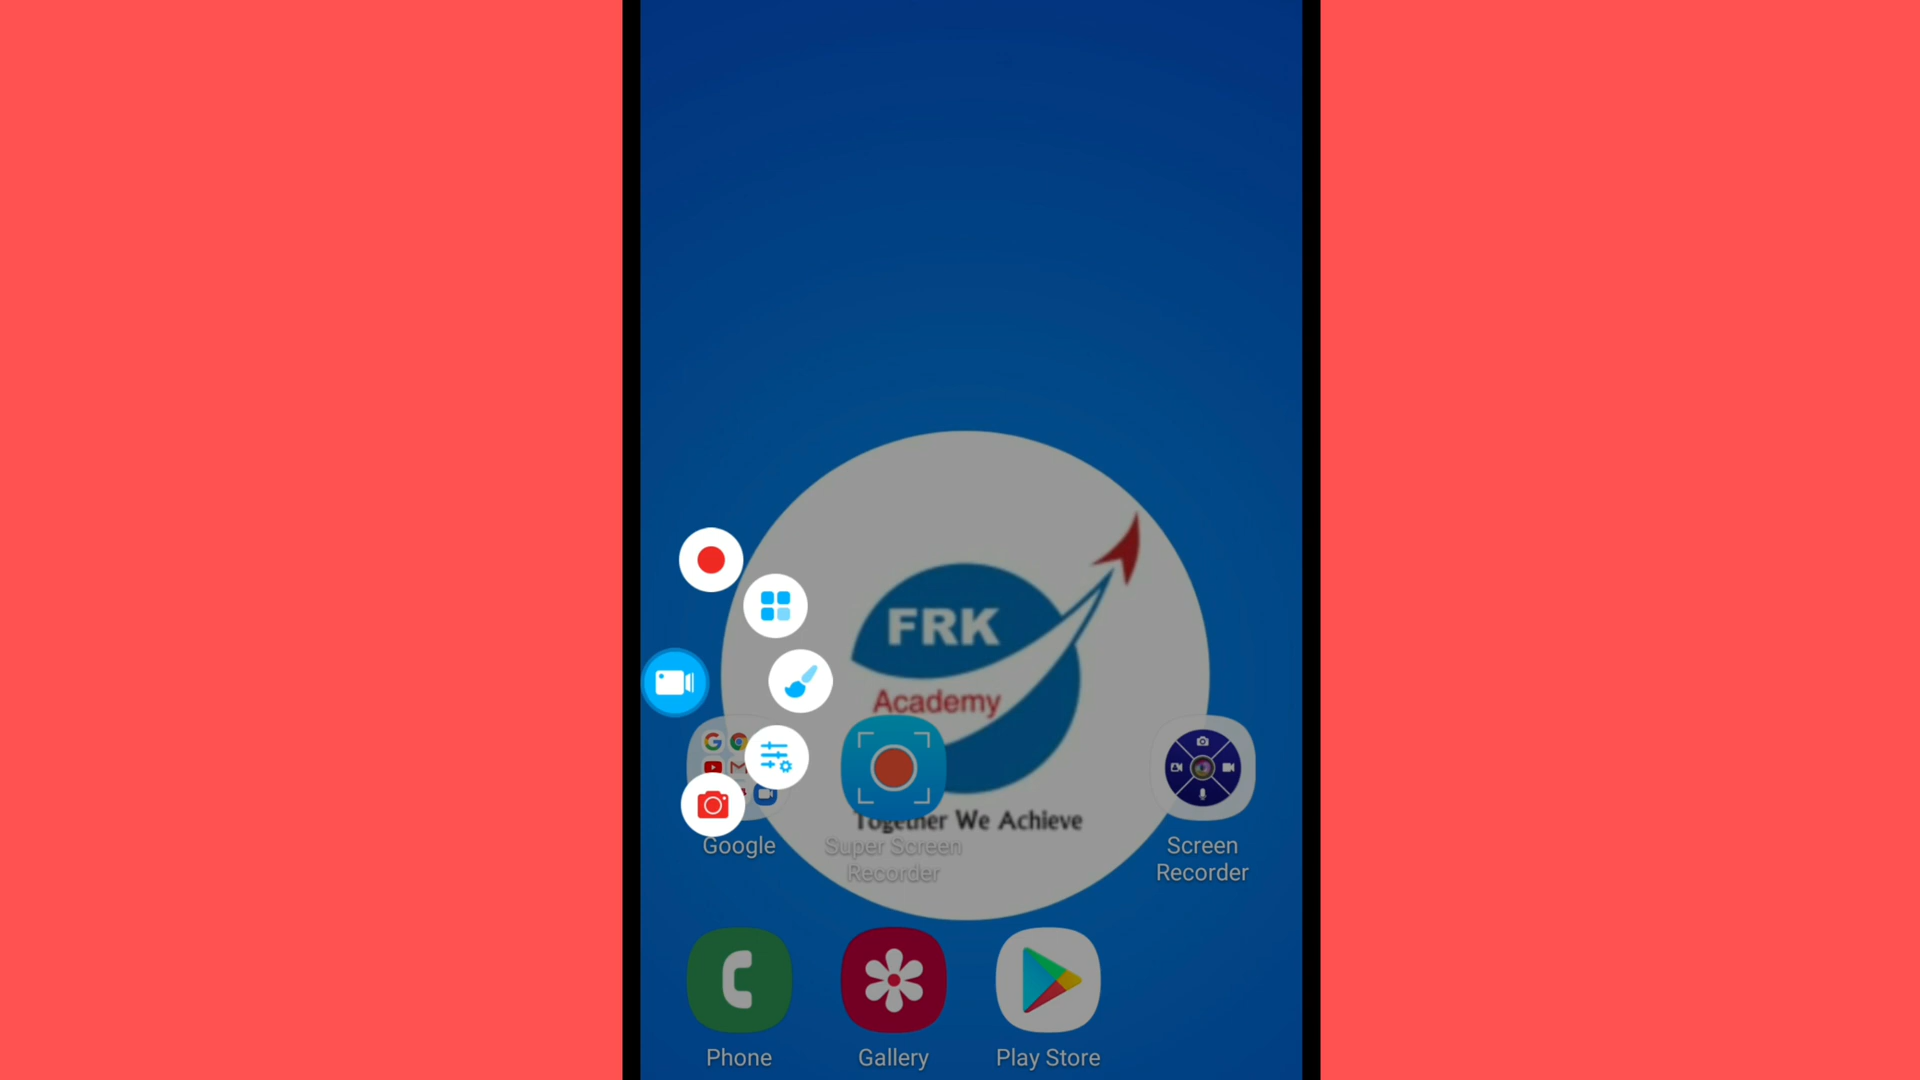 FRK
Academy
Together We Achieve
Google
Super Screen
Recorder
Screen
Recorder
Phone
Gallery
Play Store